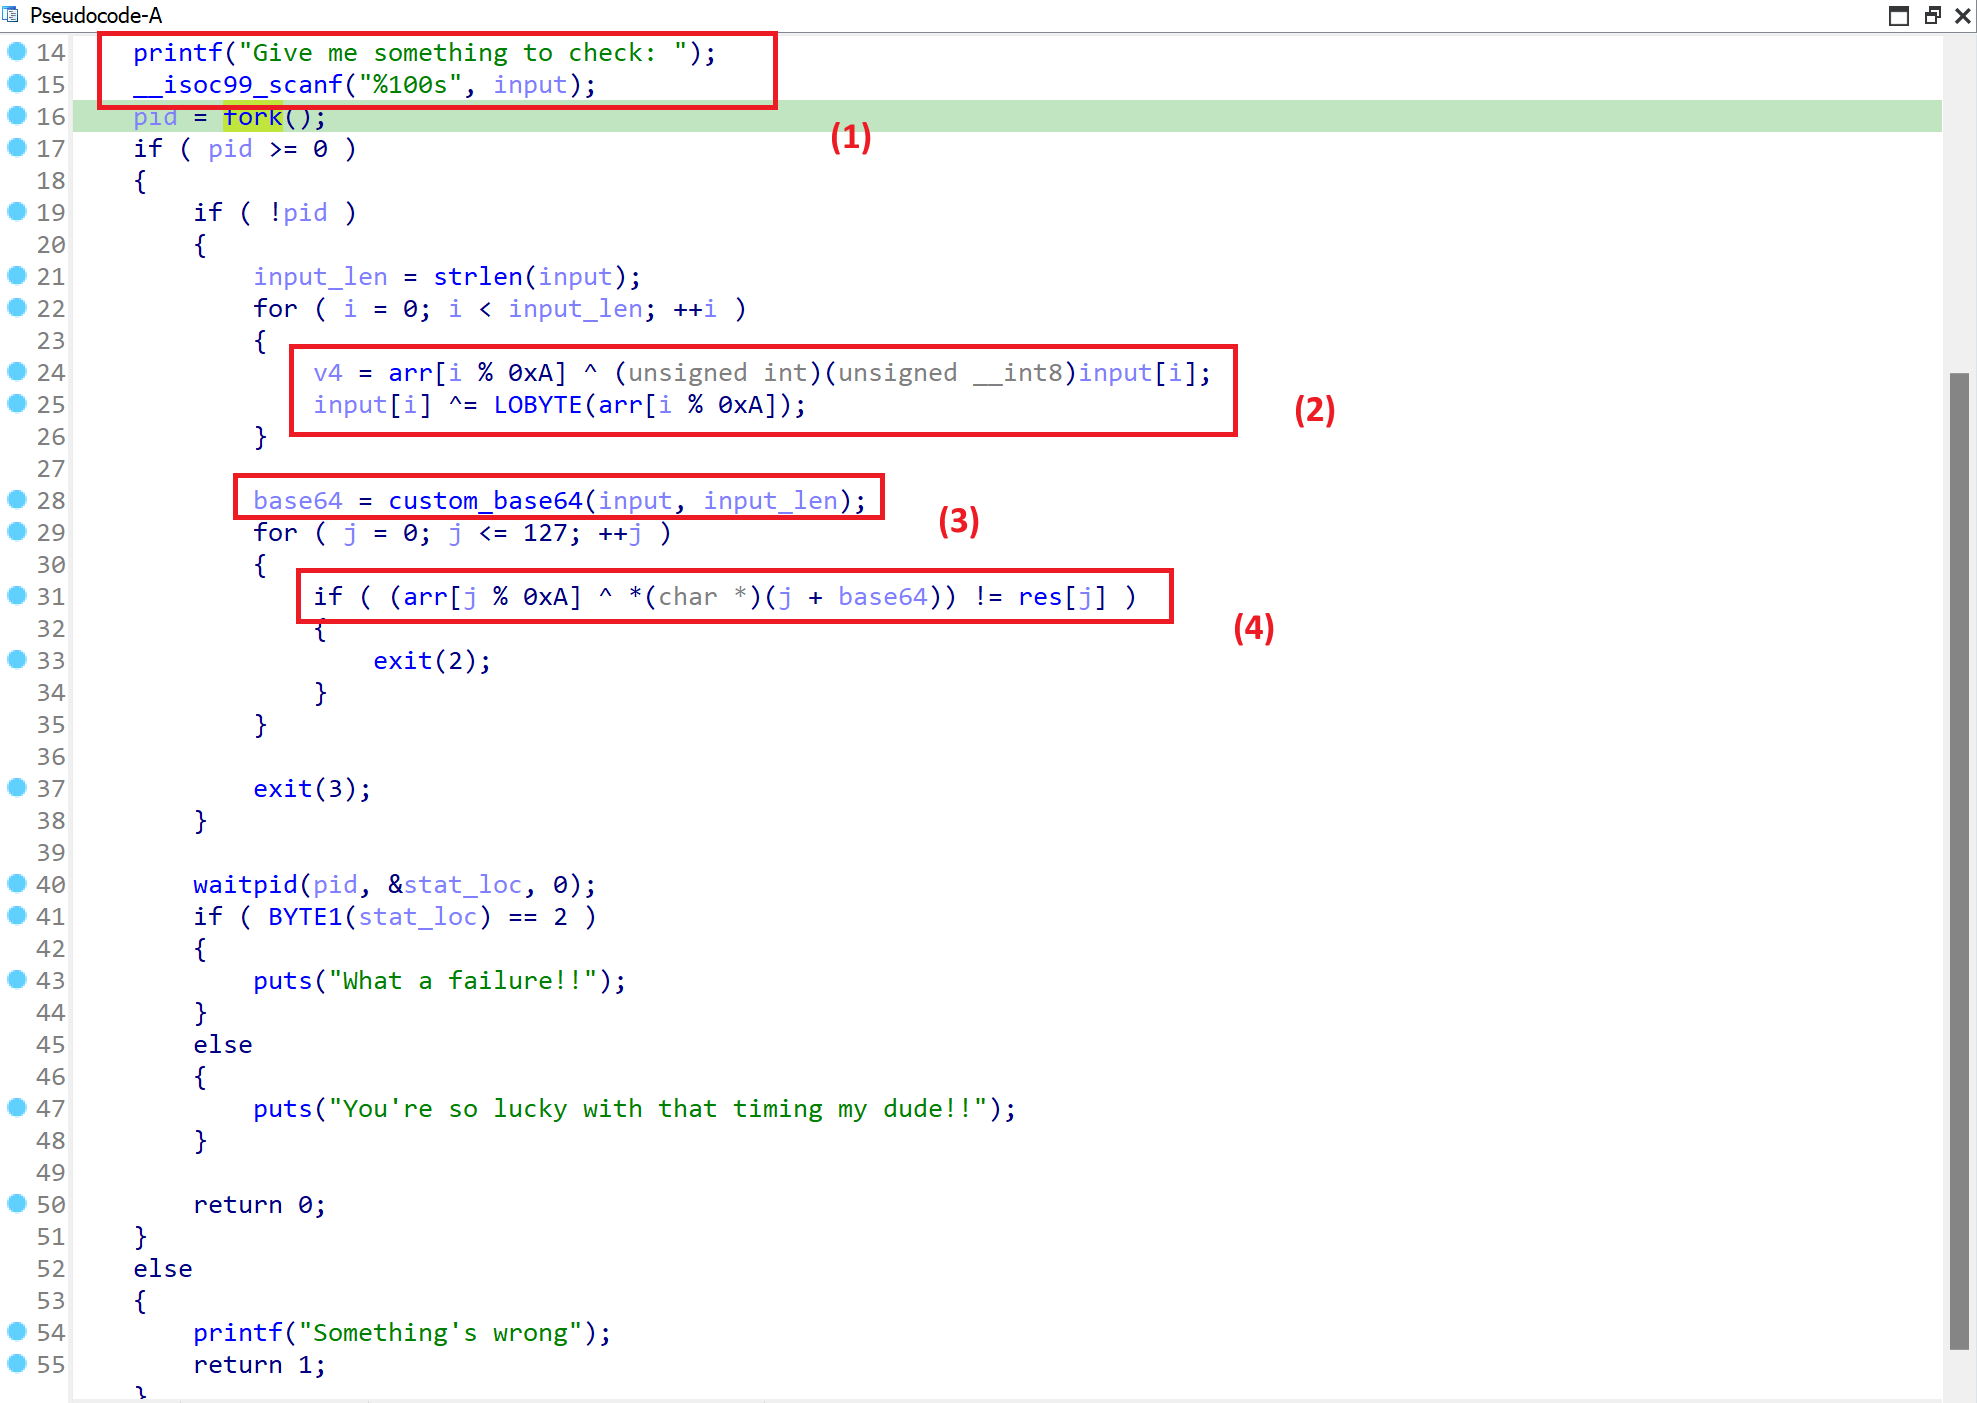 Pseudocode-A
14 printf("Give me something to check: ");
15 __isoc99_scanf("%100s", input);
16 pid = fork();
(1)
17 if ( pid >= 0 )
18 {
19 if ( !pid )
20 {
21 input_len = strlen(input);
22 for ( i = 0; i < input_len; ++i )
23 {
24 v4 = arr[i % 0xA] ^ (unsigned int)(unsigned __int8)input[i];
25 input[i] ^= LOBYTE(arr[i % 0xA]);
(2)
26 }
27
28 base64 = custom_base64(input, input_len);
(3)
29 for ( j = 0; j <= 127; ++j )
30 {
31 if ( (arr[j % 0xA] ^ *(char *)(j + base64)) != res[j] )
(4)
32 {
33 exit(2);
34 }
35 }
36
37 exit(3);
38 }
39
40 waitpid(pid, &stat_loc, 0);
41 if ( BYTE1(stat_loc) == 2 )
42 {
43 puts("What a failure!!");
44 }
45 else
46 {
47 puts("You're so lucky with that timing my dude!!");
48 }
49
50 return 0;
51 }
52 else
53 {
54 printf("Something's wrong");
55 return 1;
}